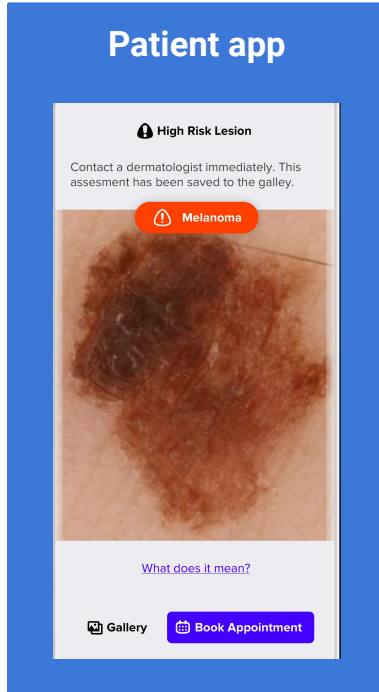 Patient app
High Risk Lesion
Contact a dermatologist immediately. This
assesment has been saved to the galley.
Melanoma
What does it mean?
Gallery
Book Appointment